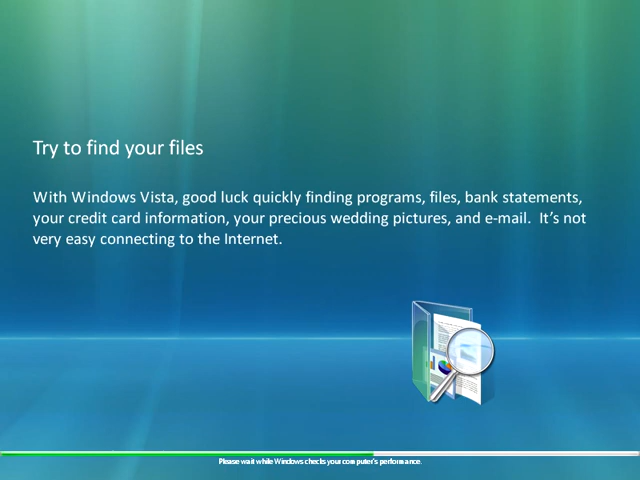 Try to find your files
With Windows Vista, good luck quickly finding programs, files, bank statements,
your credit card information, your precious wedding pictures, and e-mail.  It’s not
very easy connecting to the Internet.
Please wait while Windows checks your computer's performance.